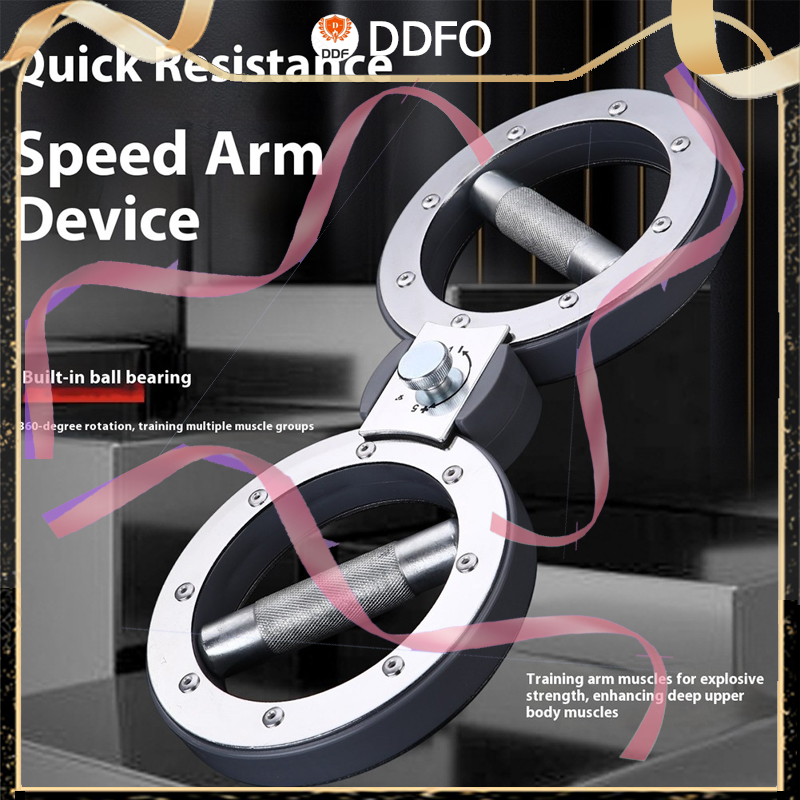 DDF
DDFO
Quick Resistance
Speed Arm
Device
Built-in ball bearing
360-degree rotation, training multiple muscle groups
Training arm muscles for explosive
strength, enhancing deep upper
body muscles